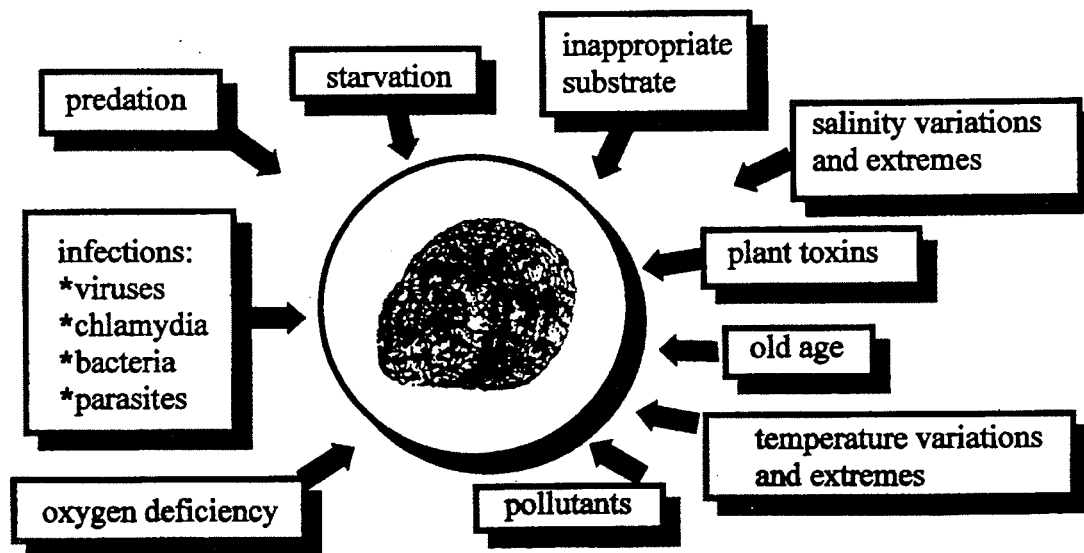 predation
starvation
inappropriate
substrate
salinity variations
and extremes
infections:
*viruses
*chlamydia
*bacteria
*parasites
plant toxins
old age
temperature variations
and extremes
oxygen deficiency
pollutants